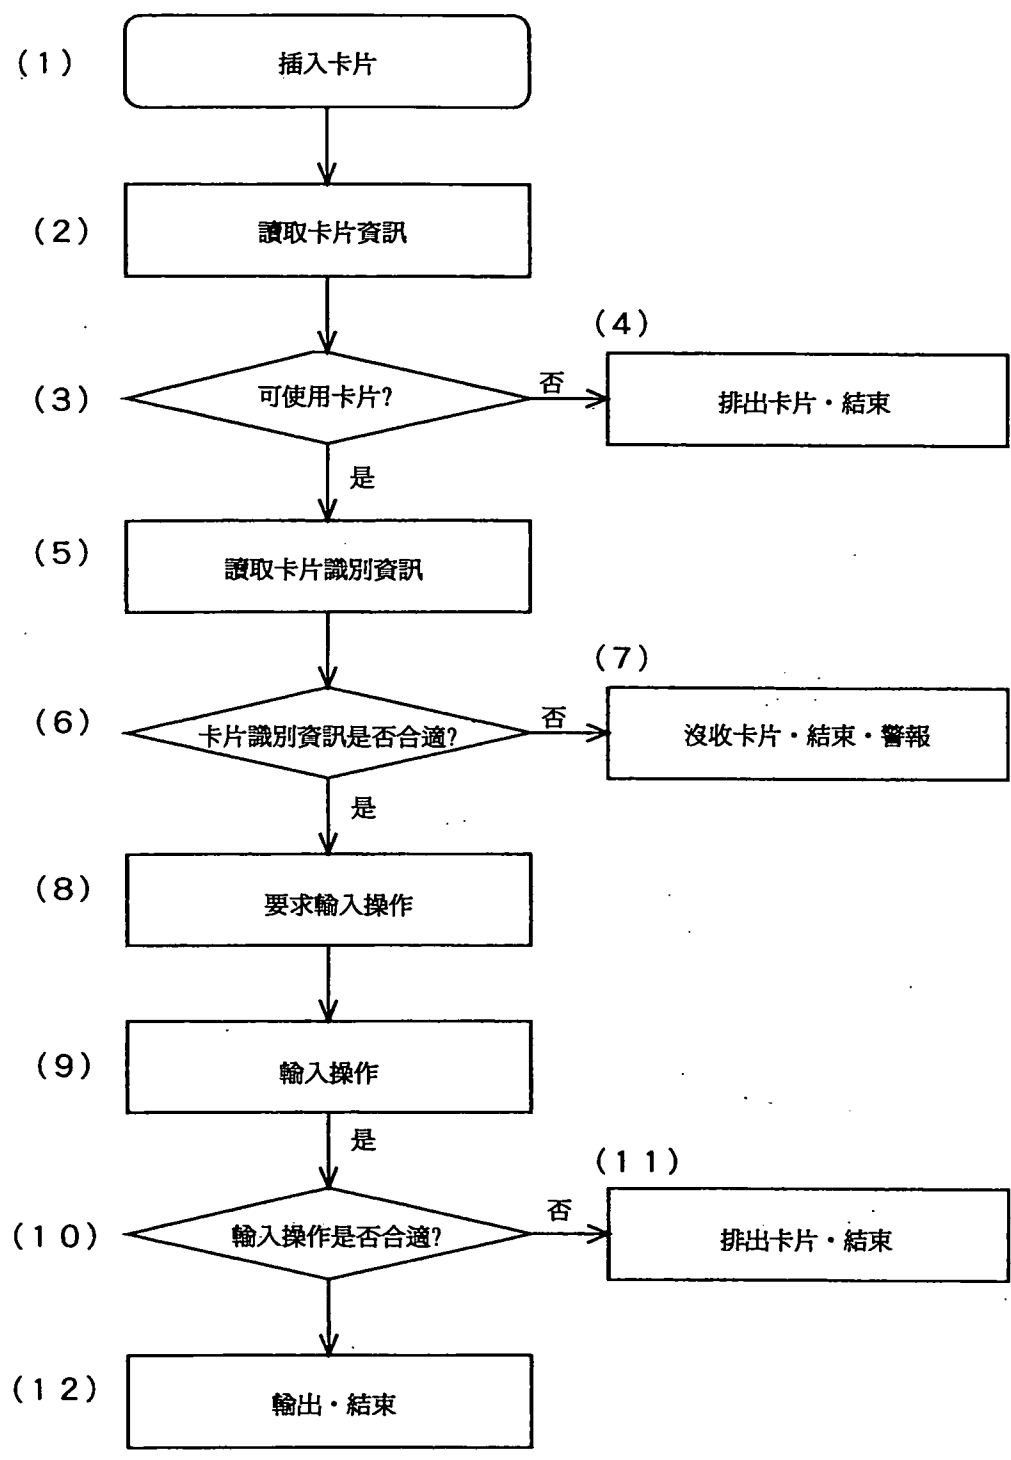 (1)
插入卡片
(2)
讀取卡片資訊
(3)
可使用卡片?
否
(4)
排出卡片・結束
是
(5)
讀取卡片識別資訊
(6)
卡片識別資訊是否合適?
否
(7)
沒收卡片・結束・警報
是
(8)
要求輸入操作
(9)
輸入操作
是
(10)
輸入操作是否合適?
否
(11)
排出卡片・結束
(12)
輸出・結束